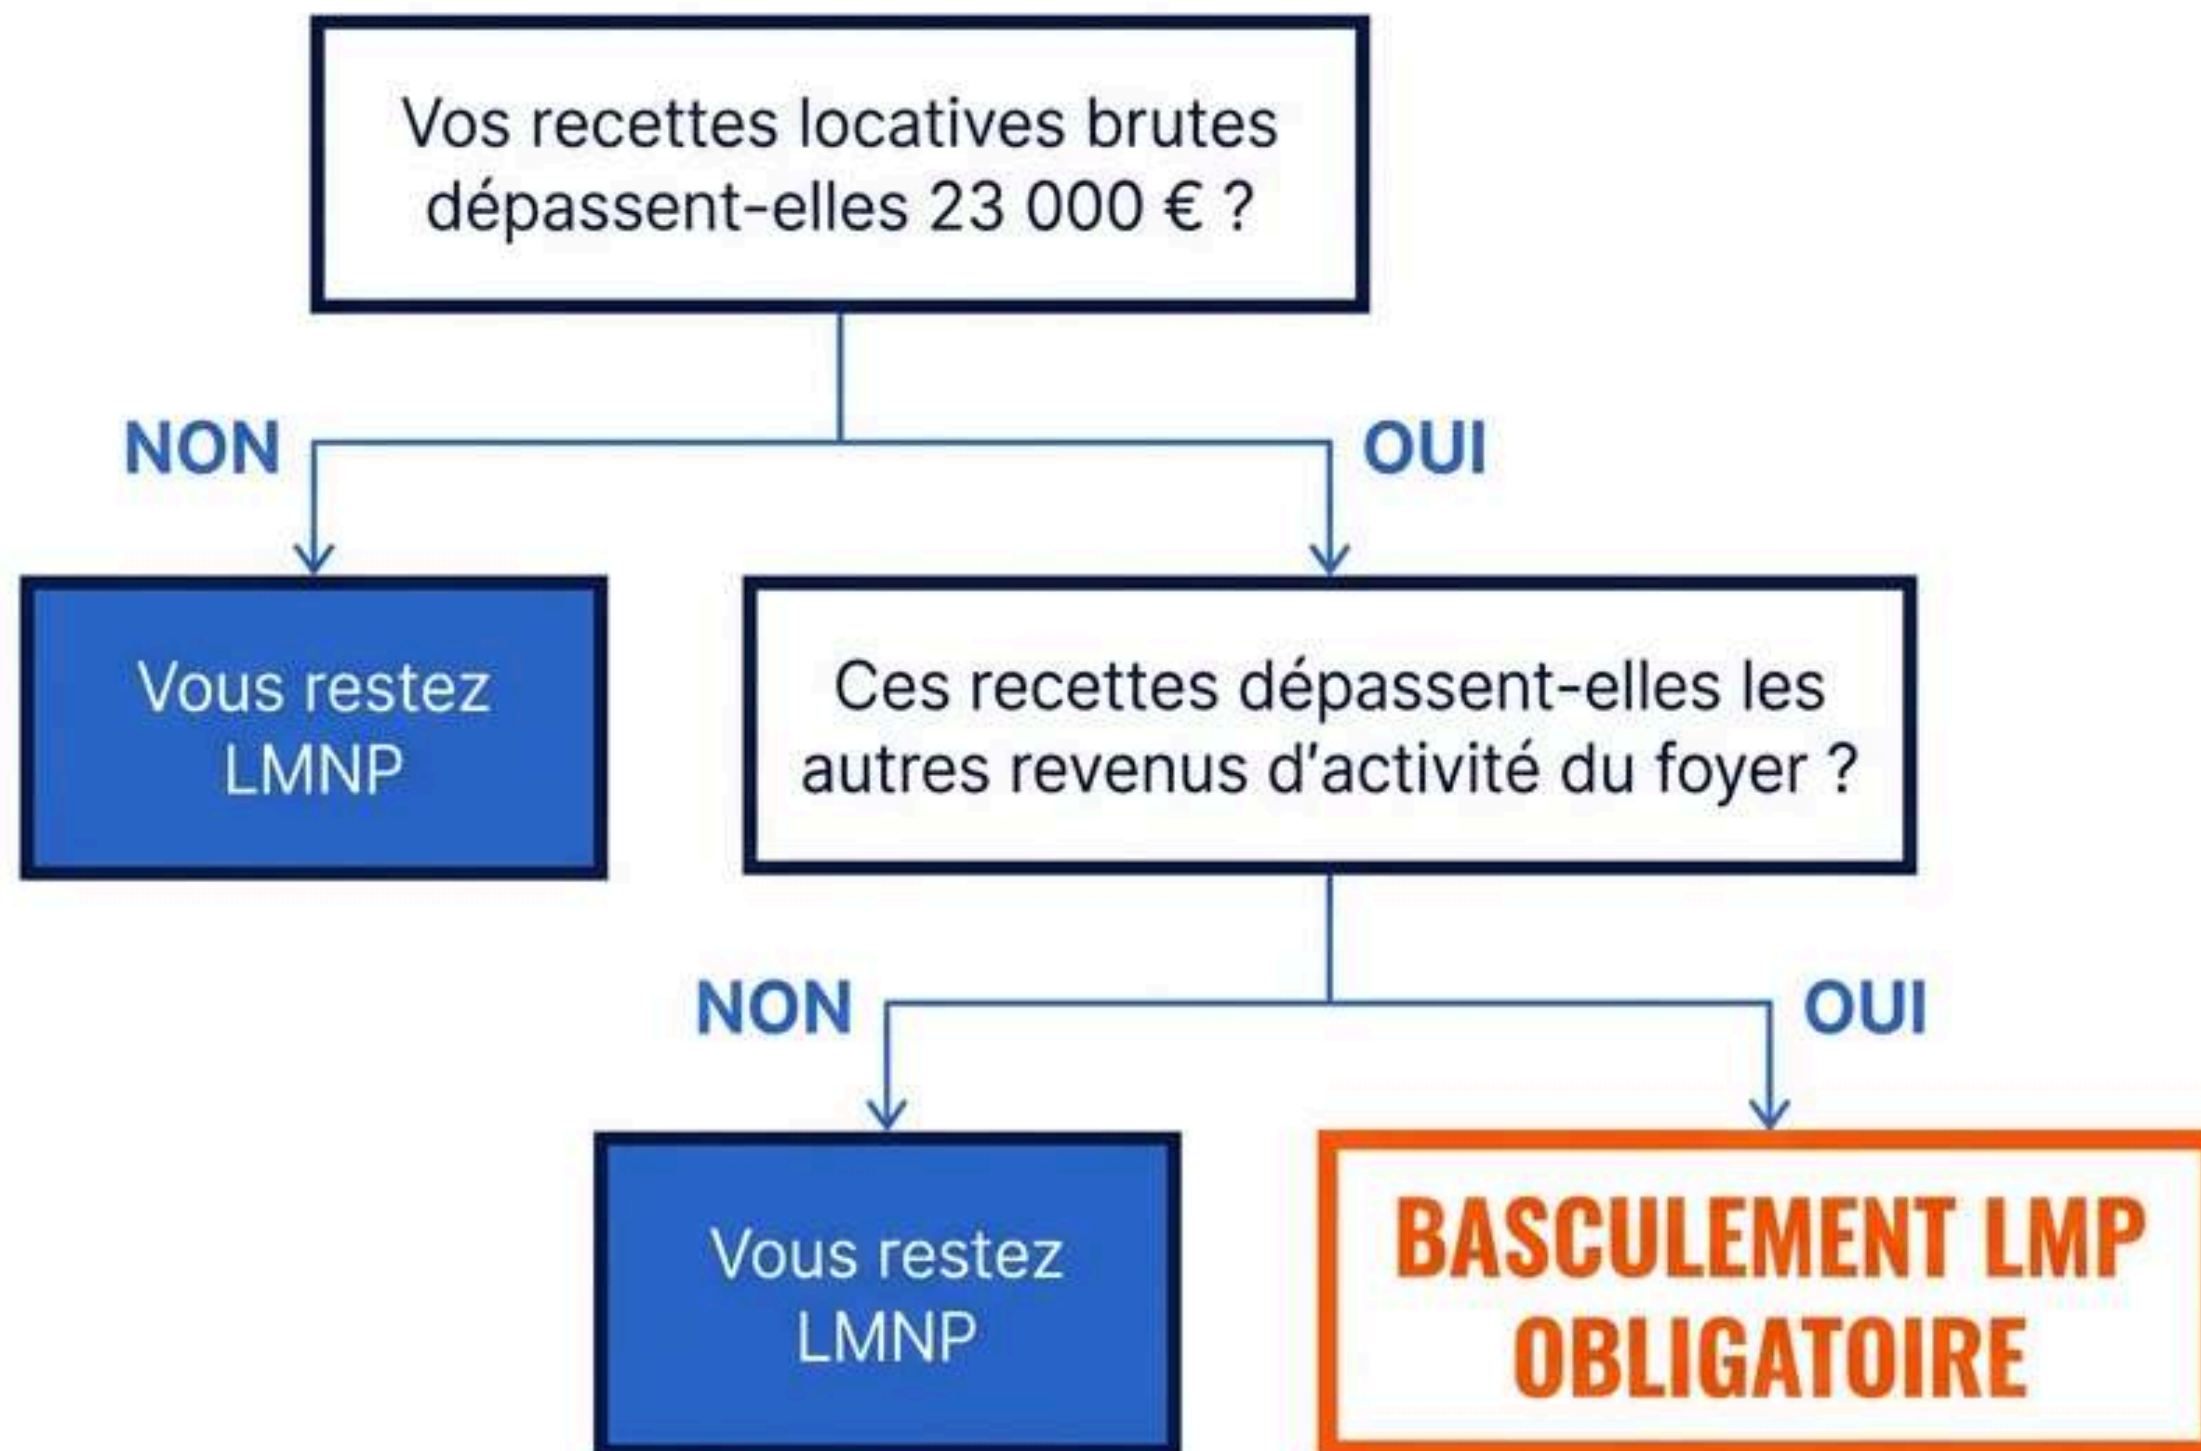 Vos recettes locatives brutes
dépassent-elles 23 000 € ?
NON
OUI
Vous restez
LMNP
Ces recettes dépassent-elles les
autres revenus d'activité du foyer ?
NON
OUI
Vous restez
LMNP
BASCULEMENT LMP
OBLIGATOIRE